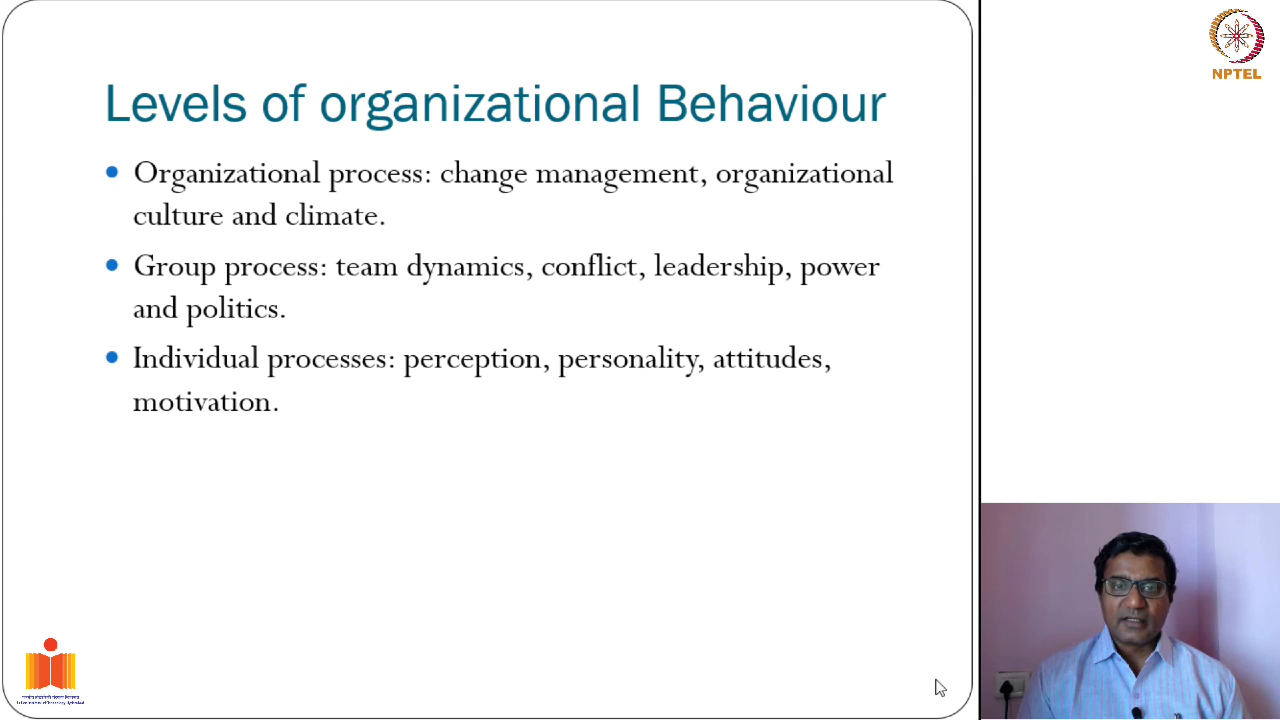 Levels of organizational Behaviour
• Organizational process: change management, organizational
culture and climate.
• Group process: team dynamics, conflict, leadership, power
and politics.
• Individual processes: perception, personality, attitudes,
motivation.
NPTEL